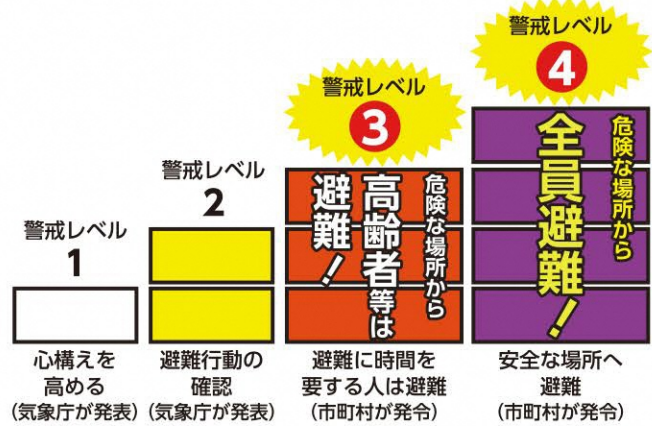 警戒レベル
1
心構えを
高める
(気象庁が発表)
警戒レベル
2
避難行動の
確認
(気象庁が発表)
警戒レベル
3
危険な場所から
高齢者等は
避難!
避難に時間を
要する人は避難
(市町村が発令)
警戒レベル
4
危険な場所から
全員避難!
安全な場所へ
避難
(市町村が発令)